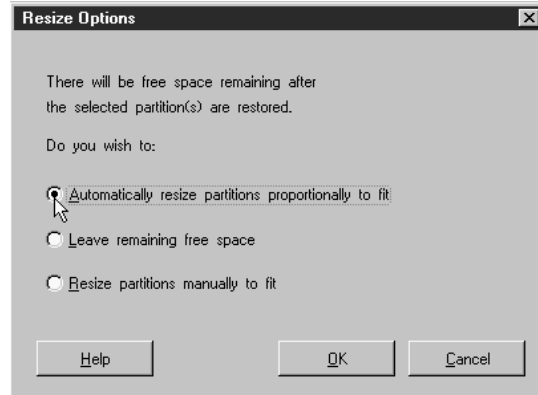 Resize Options
There will be free space remaining after
the selected partition(s) are restored.
Do you wish to:
Automatically resize partitions proportionally to fit
Leave remaining free space
Resize partitions manually to fit
Help OK Cancel